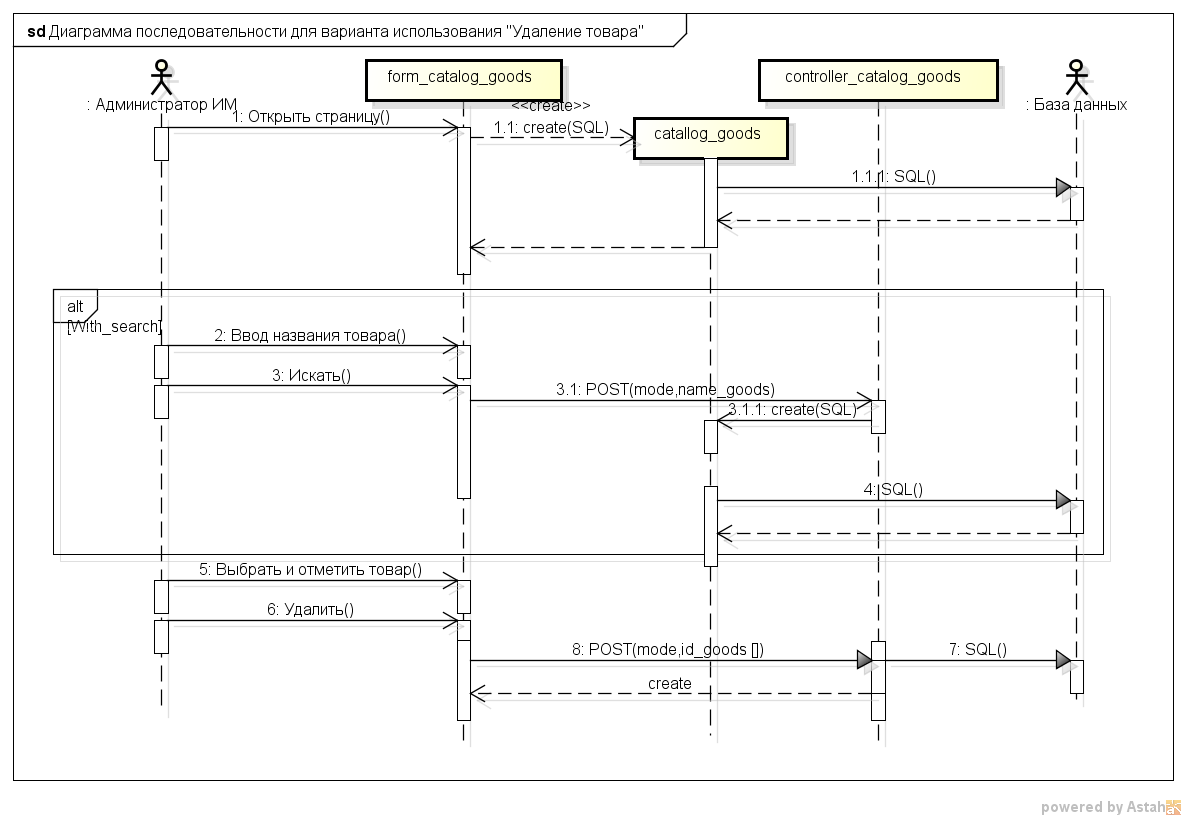 sd Диаграмма последовательности для варианта использования "Удаление товара"
form_catalog_goods
controller_catalog_goods
: Администратор ИМ
<<create>>
: База данных
1: Открыть страницу()
1.1: create(SQL)
catallog_goods
1.1.1: SQL()
alt
[With_search]
2: Ввод названия товара()
3: Искать()
3.1: POST(mode,name_goods)
3.1.1: create(SQL)
4: SQL()
5: Выбрать и отметить товар()
6: Удалить()
8: POST(mode,id_goods [])
7: SQL()
create
powered by Astah